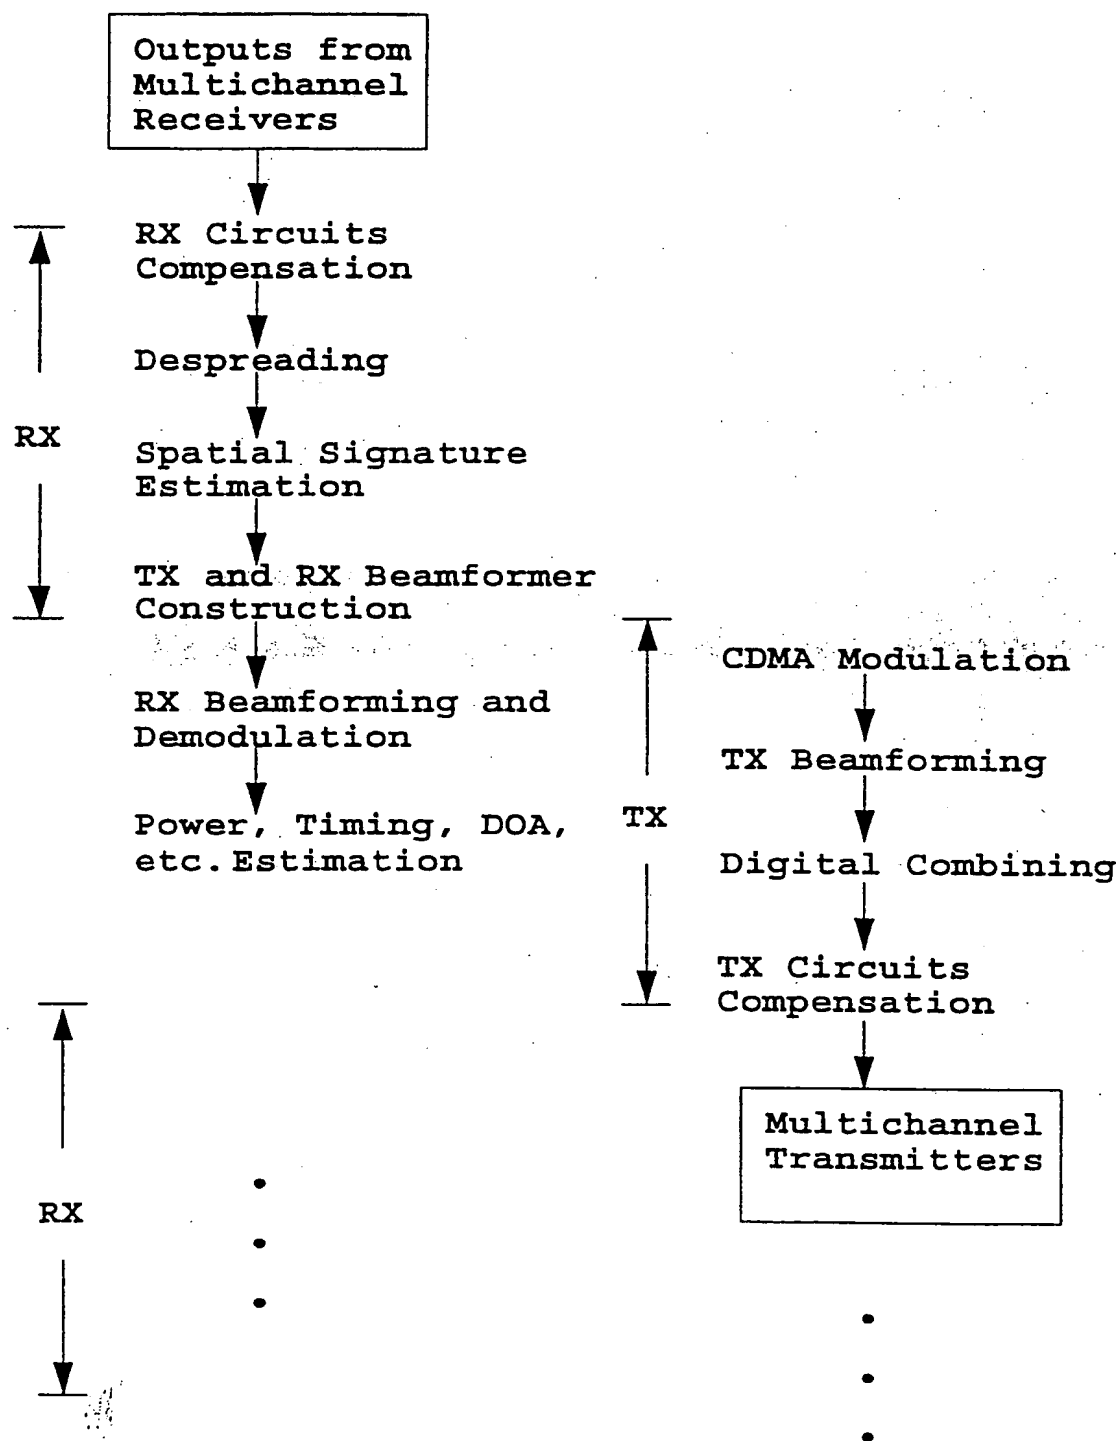 Outputs from
Multichannel
Receivers
RX Circuits
Compensation
Despreading
RX
Spatial Signature
Estimation
TX and RX Beamformer
Construction
RX Beamforming and
Demodulation
Power, Timing, DOA,
etc. Estimation
TX
CDMA Modulation
TX Beamforming
Digital Combining
TX Circuits
Compensation
Multichannel
Transmitters
RX